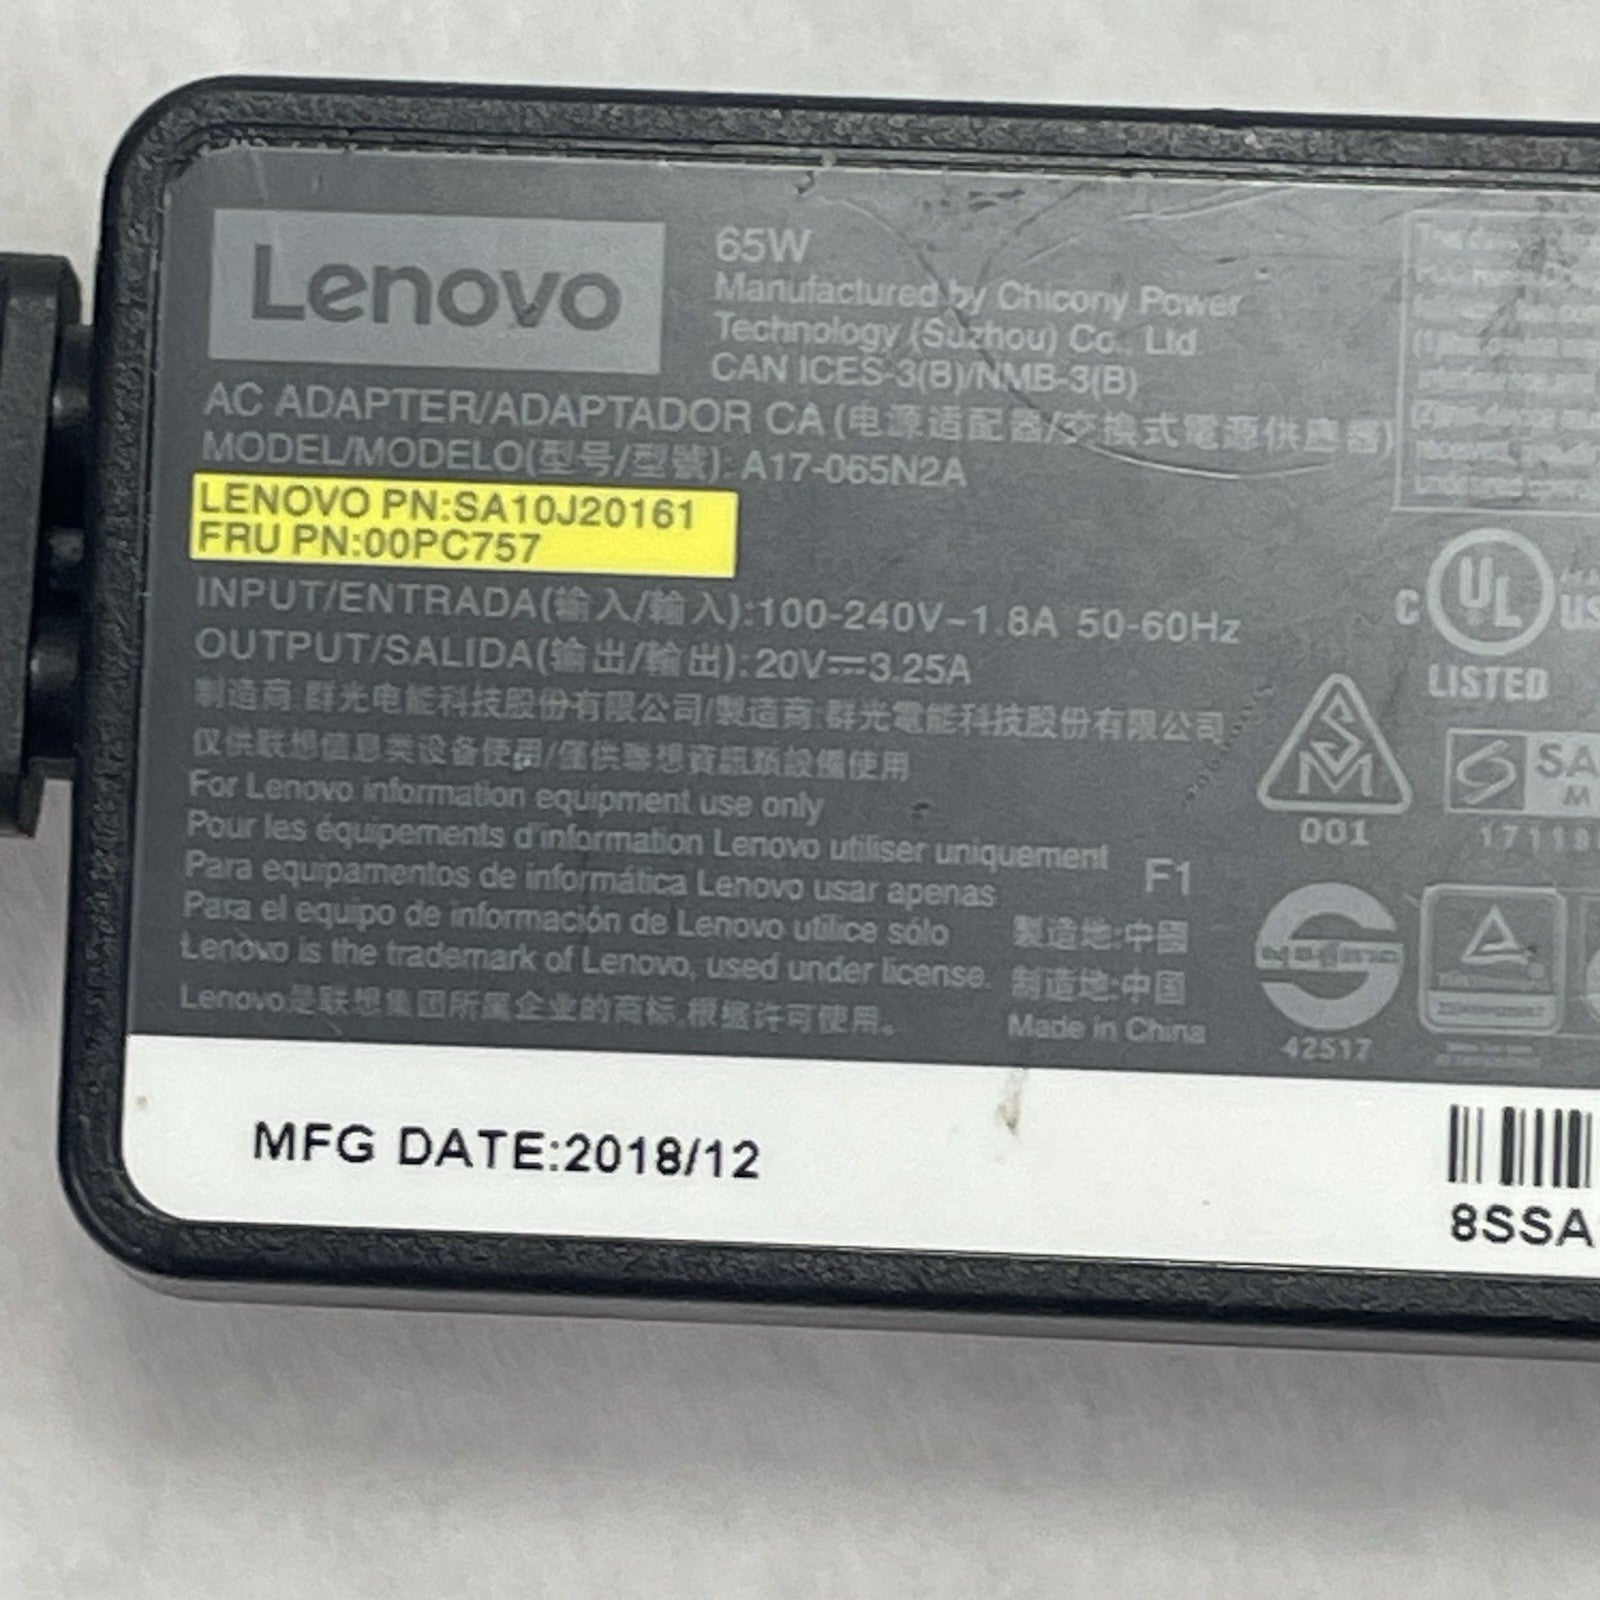 Lenovo
65W
Manufactured by Chicony Power
Technology (Suzhou) Co., Ltd
CAN ICES-3(B)/NMB-3(B)
AC ADAPTER/ADAPTADOR CA (电源适配器/交換式電源供應器)
MODEL/MODELO(型号/型號): A17-065N2A
LENOVO PN:SA10J20161
FRU PN:00PC757
INPUT/ENTRADA(输入/輸入):100-240V~1.8A 50-60Hz
OUTPUT/SALIDA(输出/輸出):20V⎓3.25A
制造商:群光电能科技股份有限公司/製造商:群光電能科技股份有限公司
仅供联想信息类设备使用/僅供聯想資訊類設備使用
For Lenovo information equipment use only
Pour les équipements d'information Lenovo utiliser uniquement
Para equipamentos de informática Lenovo usar apenas
Para el equipo de información de Lenovo utilice sólo
Lenovo is the trademark of Lenovo, used under license.
Lenovo是联想集团所属企业的商标,根据许可使用。
F1
製造地:中國
制造地:中国
Made in China
C UL US
LISTED
001
SA
17118
42517
MFG DATE:2018/12
8SSA